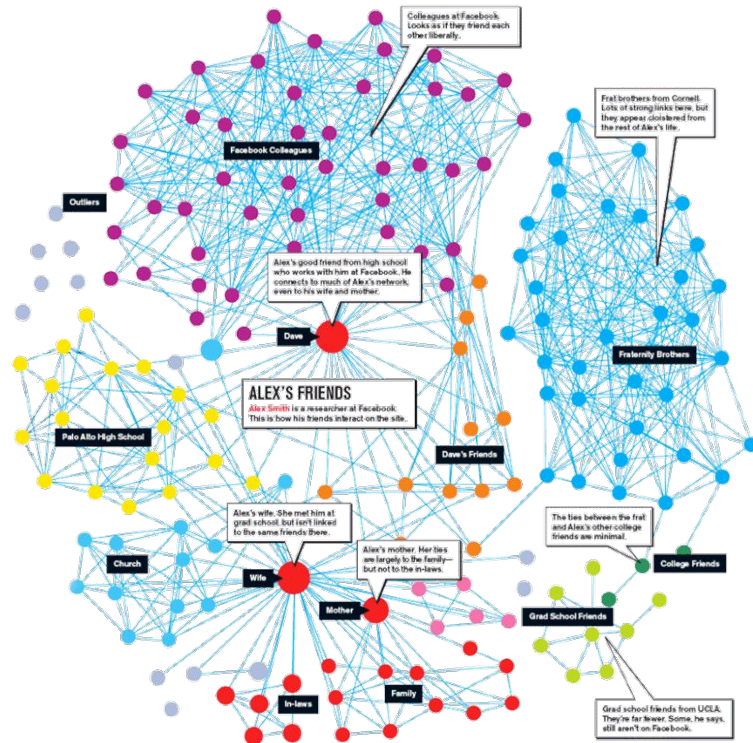 Colleagues at Facebook.
Looks as if they friend each
other liberally.
Frat brothers from Cornell.
Lots of strong links here, but
they appear cloistered from
the rest of Alex's life.
Facebook Colleagues
Outliers
Alex's good friend from high school
who works with him at Facebook. He
connects to much of Alex's network,
even to his wife and mother.
Dave
Fraternity Brothers
ALEX'S FRIENDS
Alex Smith is a researcher at Facebook
This is how his friends interact on the site.
Palo Alto High School
Dave's Friends
Alex's wife. She met him at
grad school, but isn't linked
to the same friends there.
The ties between the frat
and Alex's other college
friends are minimal.
Alex's mother. Her ties
are largely to the family—
but not to the in-laws.
Church
College Friends
Wife
Mother
Grad School Friends
In-laws
Family
Grad school friends from UCLA.
They're far fewer. Some, he says,
still aren't on Facebook.